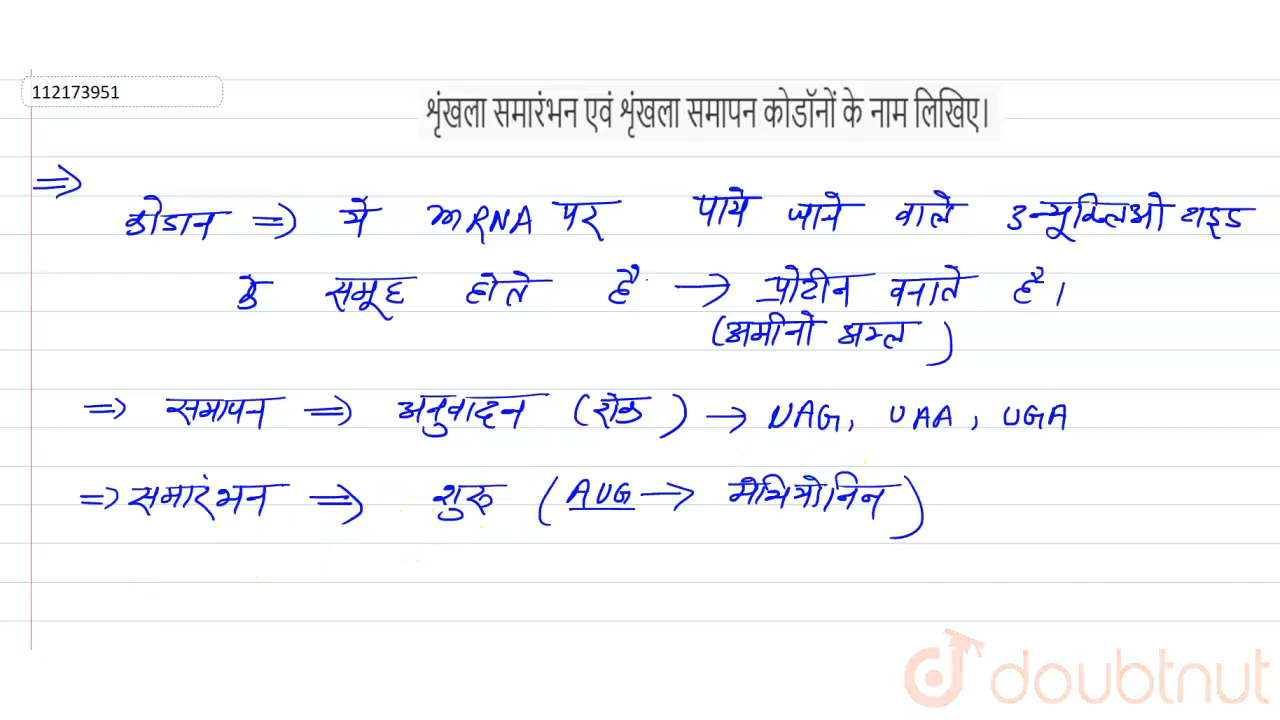 112173951
शृंखला समारंभन एवं शृंखला समापन कोडॉनों के नाम लिखिए।
⇒
कोडान ⇒ ये mRNA पर पाये जाने वाले 3 न्यूक्लिओटाइड
के समूह होते है → प्रोटीन बनाते है।
(अमीनो अम्ल)
⇒ समापन ⇒ अनुवादन (रोक) → UAG, UAA, UGA
⇒ समारंभन ⇒ शुरू (AUG → मेथियोनिन)
doubtnut